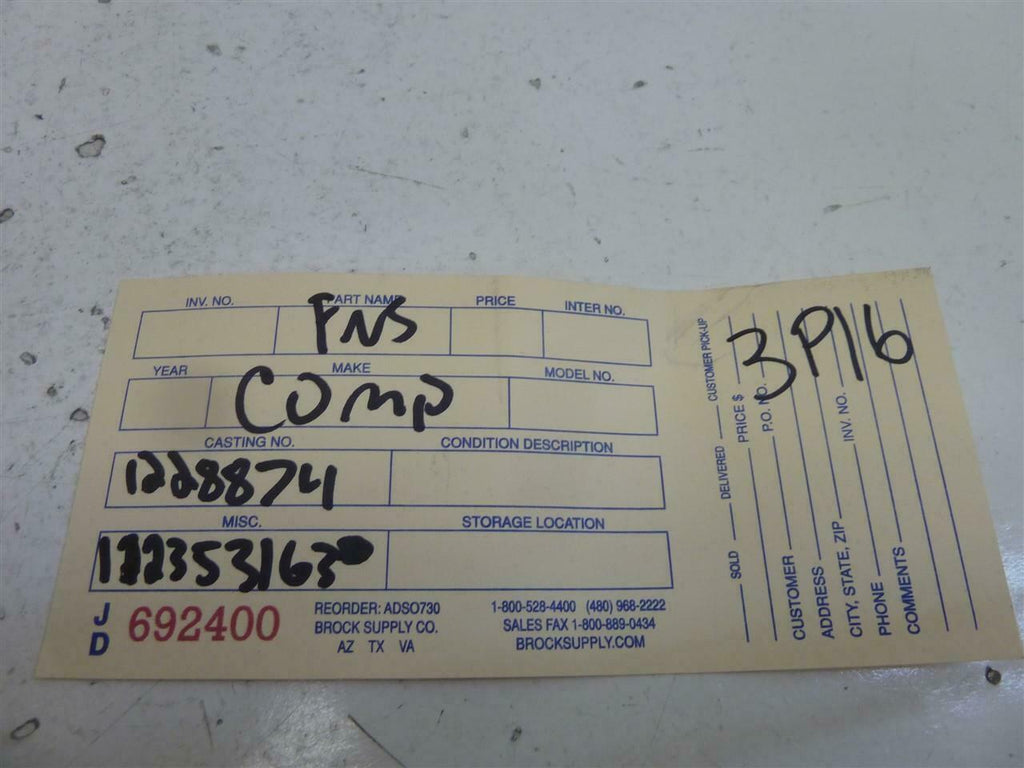 INV. NO. PART NAME PRICE INTER NO.
FNS
YEAR MAKE MODEL NO.
COMP
CASTING NO. CONDITION DESCRIPTION
1228874
MISC. STORAGE LOCATION
J D 692400
REORDER: ADSO730
BROCK SUPPLY CO.
AZ TX VA
1-800-528-4400 (480) 968-2222
SALES FAX 1-800-889-0434
BROCKSUPPLY.COM
3P16
SOLD DELIVERED CUSTOMER PICK-UP
PRICE $
P.O. NO.
CUSTOMER
ADDRESS
CITY, STATE, ZIP INV. NO.
PHONE
COMMENTS